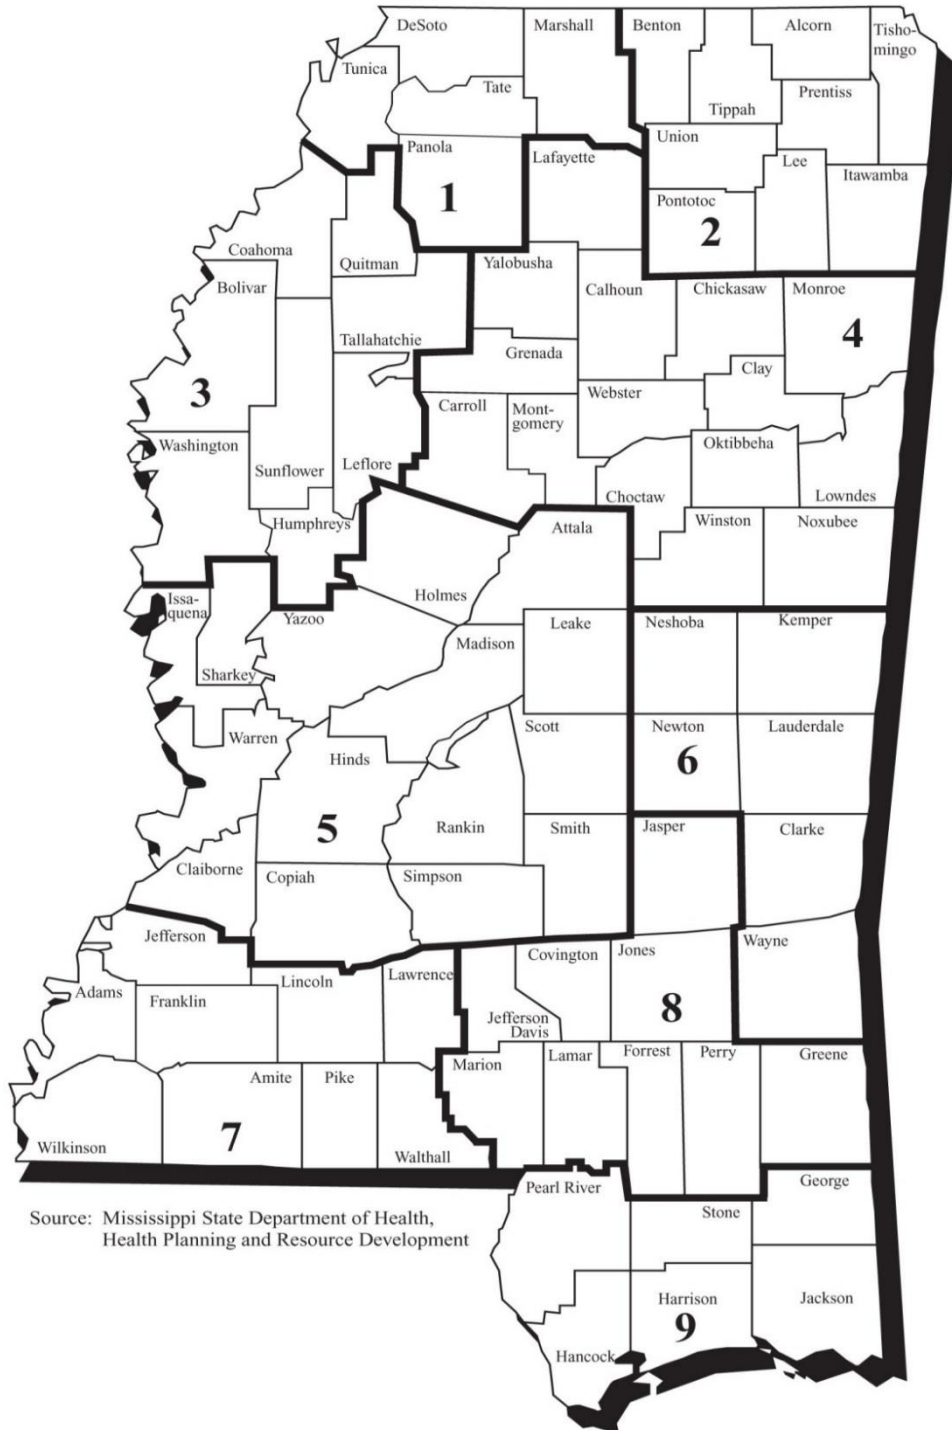 DeSoto
Marshall
Benton
Alcorn
Tisho-
mingo
Tunica
Tate
Tippah
Prentiss
Panola
Lafayette
Union
Lee
Itawamba
1
Pontotoc
2
Coahoma
Quitman
Yalobusha
Bolivar
Calhoun
Chickasaw
Monroe
Tallahatchie
4
Grenada
3
Clay
Webster
Carroll
Mont-
gomery
Washington
Oktibbeha
Sunflower
Leflore
Choctaw
Lowndes
Humphreys
Attala
Winston
Noxubee
Issa-
quena
Holmes
Yazoo
Leake
Neshoba
Kemper
Madison
Sharkey
Warren
Scott
Newton
Lauderdale
Hinds
6
5
Rankin
Smith
Jasper
Clarke
Claiborne
Copiah
Simpson
Jefferson
Wayne
Jones
Covington
Lincoln
Lawrence
Adams
Franklin
8
Jefferson
Davis
Marion
Lamar
Forrest
Perry
Greene
Amite
Pike
7
Wilkinson
Walthall
Pearl River
George
Stone
Source: Mississippi State Department of Health,
Health Planning and Resource Development
Harrison
Jackson
9
Hancock